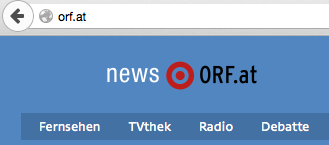 orf.at
news ORF.at
Fernsehen TVthek Radio Debatte